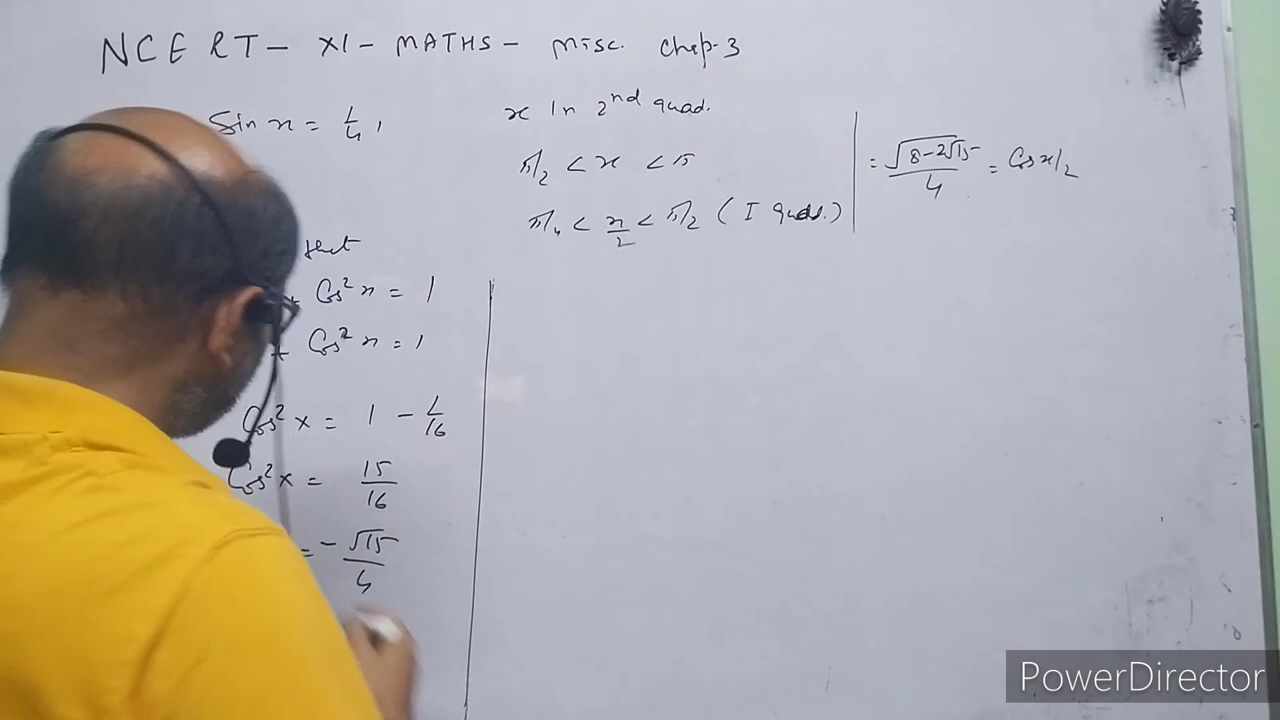 NCERT- XI- MATHS- MISC. Chap-3
Sin x = 1/4,
x In 2nd quad.
π/2 < x < π
π/4 < x/2 < π/2 ( I quad.)
= √8-2√15/4 = Cos x/2
that
+ Cos² x = 1
+ Cos² x = 1
Cos² x = 1 - 1/16
Cos² x = 15/16
= - √15/4
PowerDirector